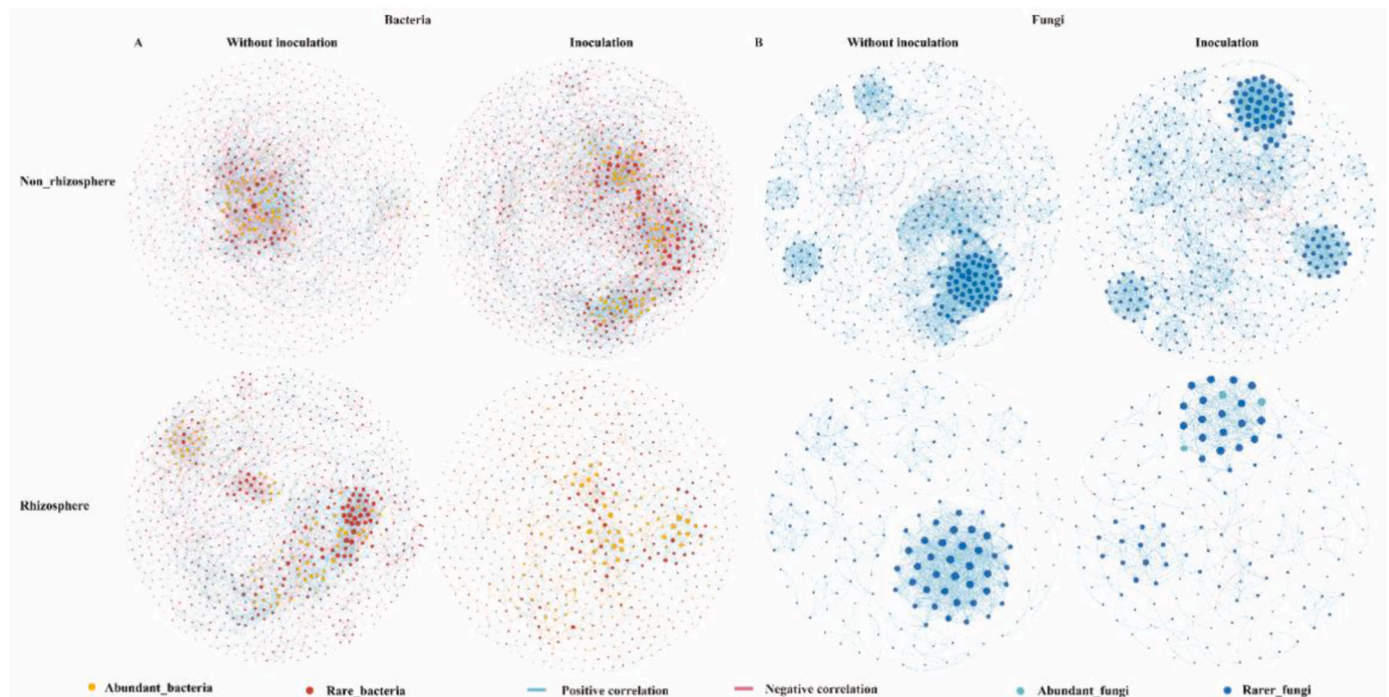 Bacteria
Fungi
A
Without inoculation
Inoculation
B
Without inoculation
Inoculation
Non_rhizosphere
Rhizosphere
Abundant_bacteria
Rare_bacteria
Positive correlation
Negative correlation
Abundant_fungi
Rarer_fungi